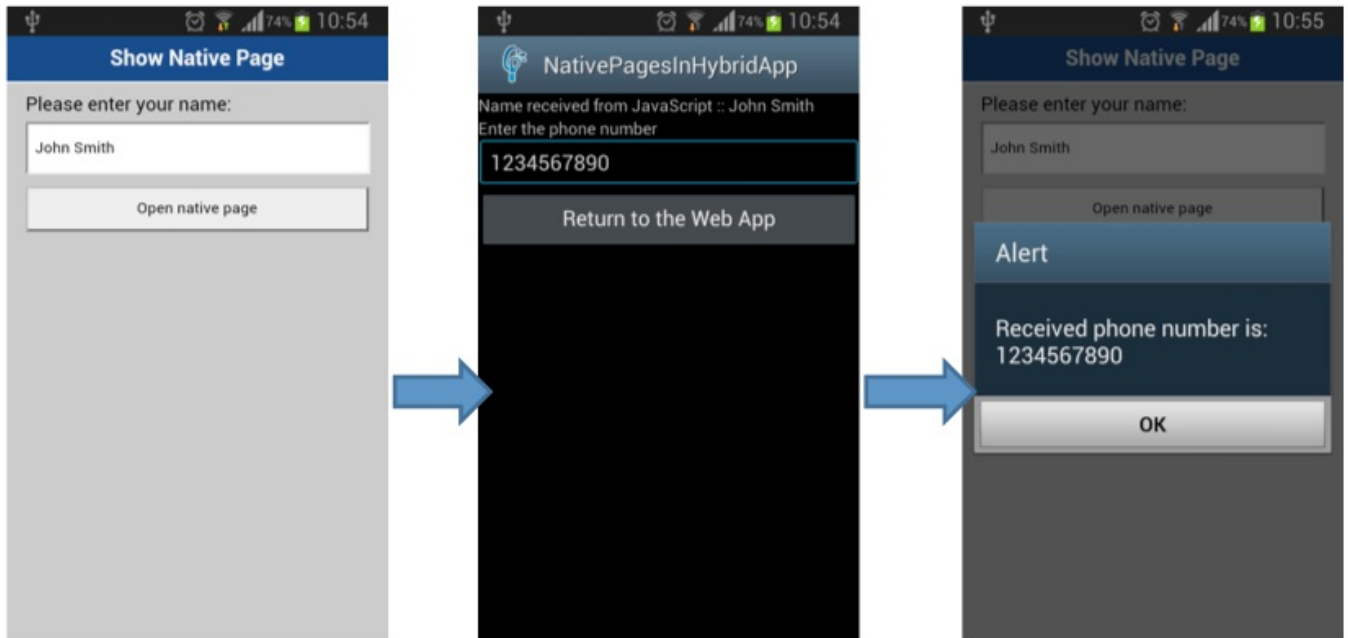 74% 10:54
Show Native Page
Please enter your name:
John Smith
Open native page
74% 10:54
NativePagesInHybridApp
Name received from JavaScript :: John Smith
Enter the phone number
1234567890
Return to the Web App
74% 10:55
Show Native Page
Please enter your name:
John Smith
Open native page
Alert
Received phone number is:
1234567890
OK